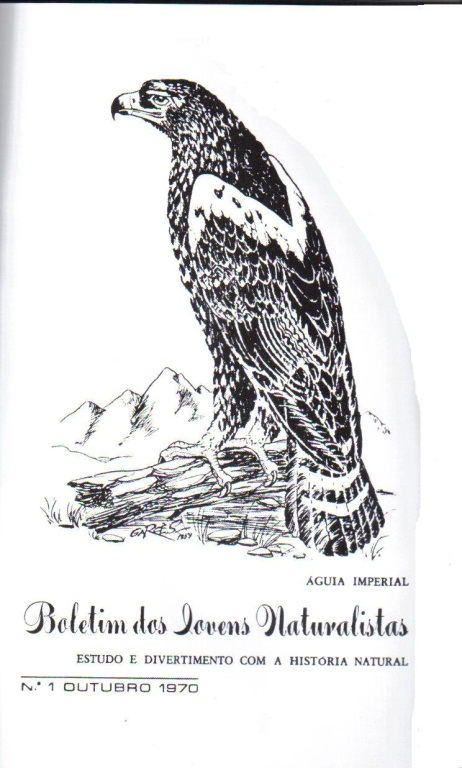 ÁGUIA IMPERIAL
Boletim dos Jovens Naturalistas
ESTUDO E DIVERTIMENTO COM A HISTÓRIA NATURAL
N.° 1 OUTUBRO 1970